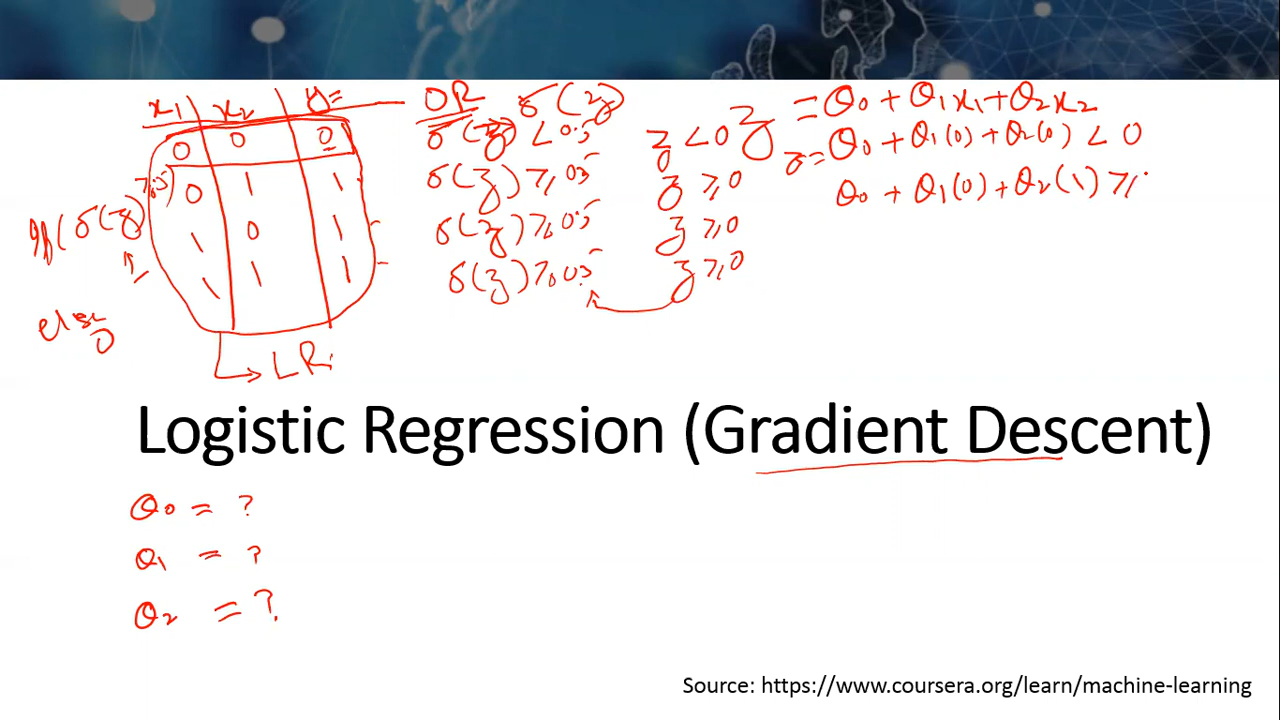 x1 x2 y= OR σ(z) z = θ0 + θ1x1 + θ2x2
0 0 0 σ(z) < 0.5 z < 0 z = θ0 + θ1(0) + θ2(0) < 0
0 1 1 σ(z) ≥ 0.5 z ≥ 0 θ0 + θ1(0) + θ2(1) ≥
If(σ(z) ≥ 0.5)
1 0 1 σ(z) ≥ 0.5 z ≥ 0
1
1 1 1 σ(z) ≥ 0.5 z ≥ 0
else
0
LR
Logistic Regression (Gradient Descent)
θ0 = ?
θ1 = ?
θ2 = ?
Source: https://www.coursera.org/learn/machine-learning